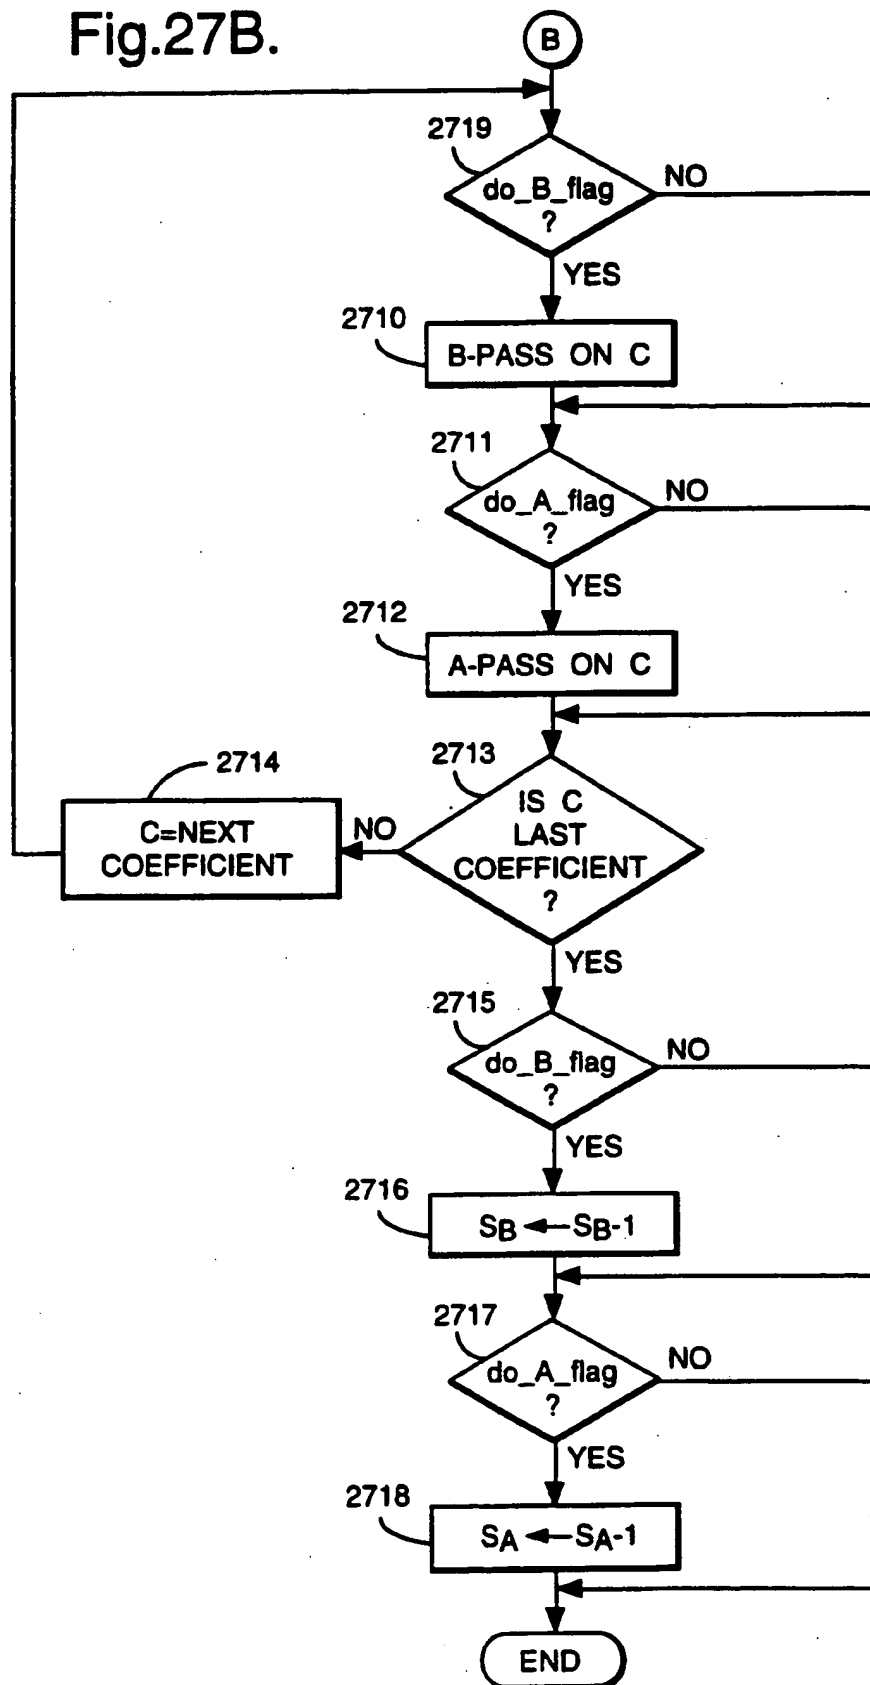 Fig.27B.
B
2719
do_B_flag
?
NO
YES
2710
B-PASS ON C
2711
do_A_flag
?
NO
YES
2712
A-PASS ON C
2713
IS C
LAST
COEFFICIENT
?
NO
2714
C=NEXT
COEFFICIENT
YES
2715
do_B_flag
?
NO
YES
2716
SB ← SB-1
2717
do_A_flag
?
NO
YES
2718
SA ← SA-1
END